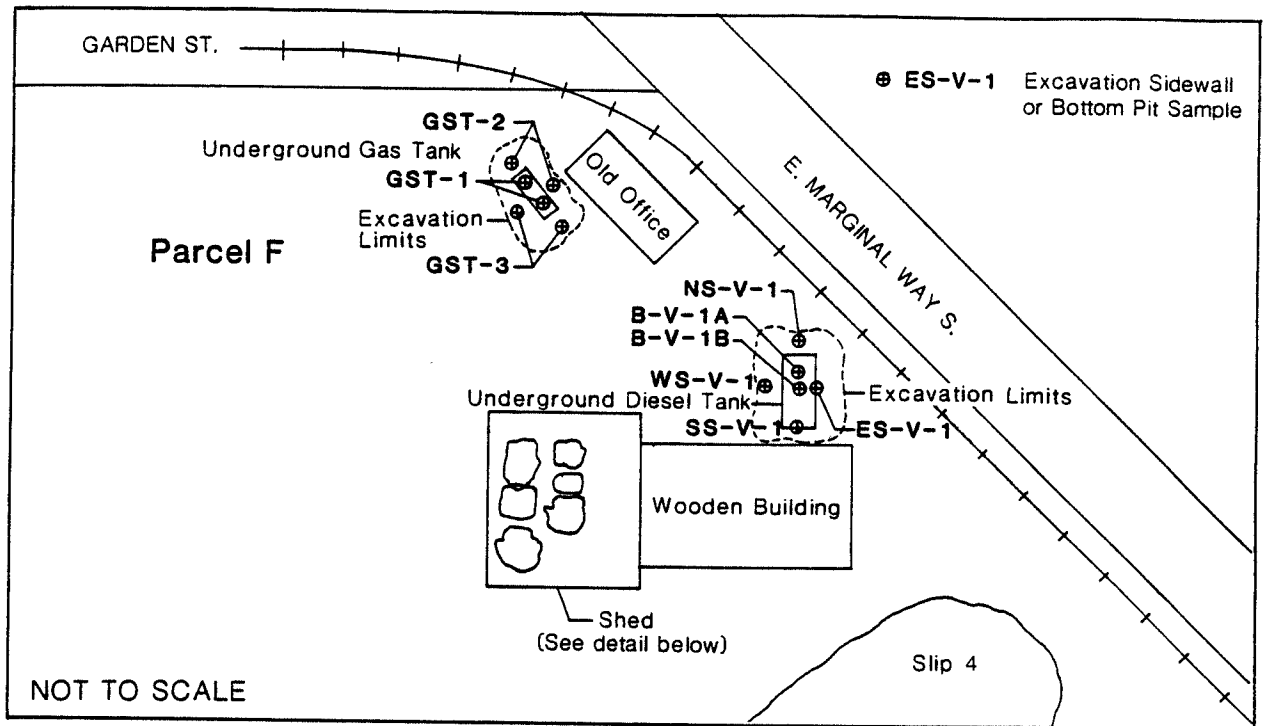 GARDEN ST.
⊕ ES-V-1 Excavation Sidewall
or Bottom Pit Sample
GST-2
Underground Gas Tank
GST-1
Excavation
Limits
GST-3
Old Office
Parcel F
E. MARGINAL WAY S.
NS-V-1
B-V-1A
B-V-1B
WS-V-1
Underground Diesel Tank
Excavation Limits
SS-V-1
ES-V-1
Wooden Building
Shed
(See detail below)
Slip 4
NOT TO SCALE